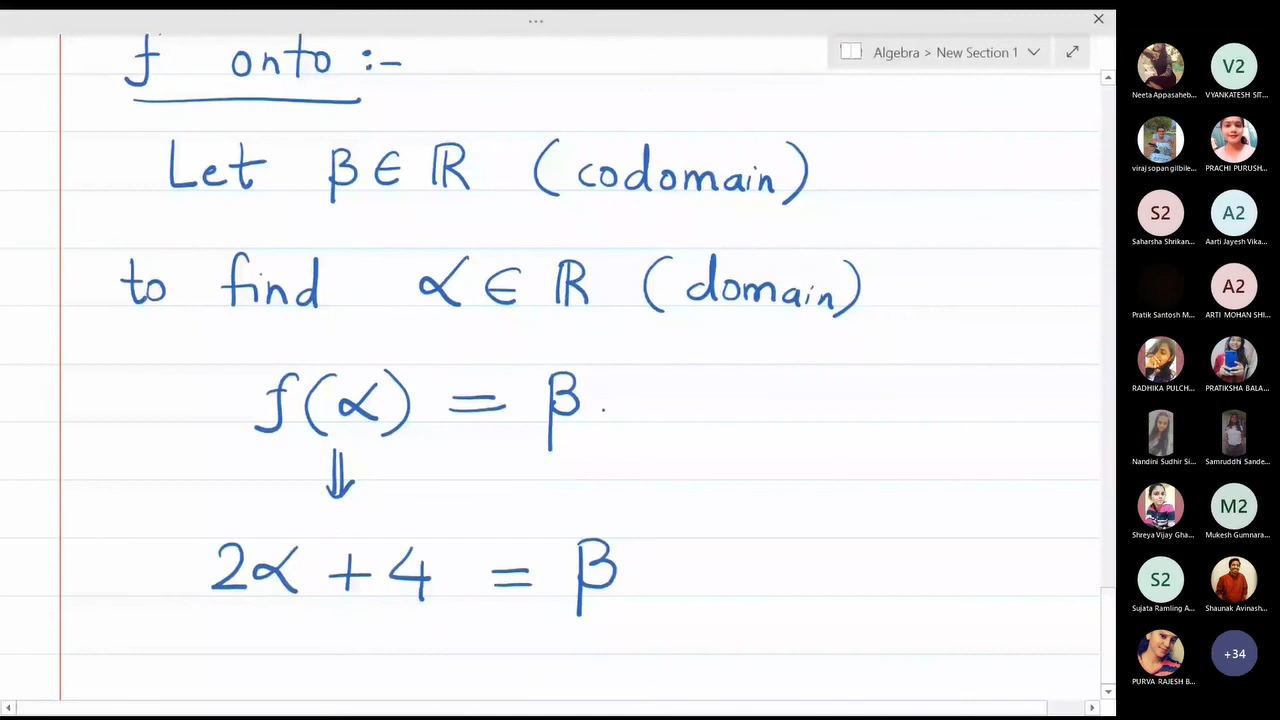 Algebra > New Section 1
f onto :-
Let β ∈ ℝ (codomain)
to find α ∈ ℝ (domain)
f(α) = β.
⇓
2α + 4 = β
Neeta Appasaheb...
V2
VYANKATESH SIT...
viraj sopan gilbile...
PRACHI PURUSH...
S2
Saharsha Shrikan...
A2
Aarti Jayesh Vika...
Pratik Santosh M...
A2
ARTI MOHAN SHI...
RADHIKA PULCH...
PRATIKSHA BALA...
Nandini Sudhir Si...
Samruddhi Sande...
Shreya Vijay Gha...
M2
Mukesh Gumnara...
S2
Sujata Ramling A...
Shaunak Avinash...
PURVA RAJESH B...
+34